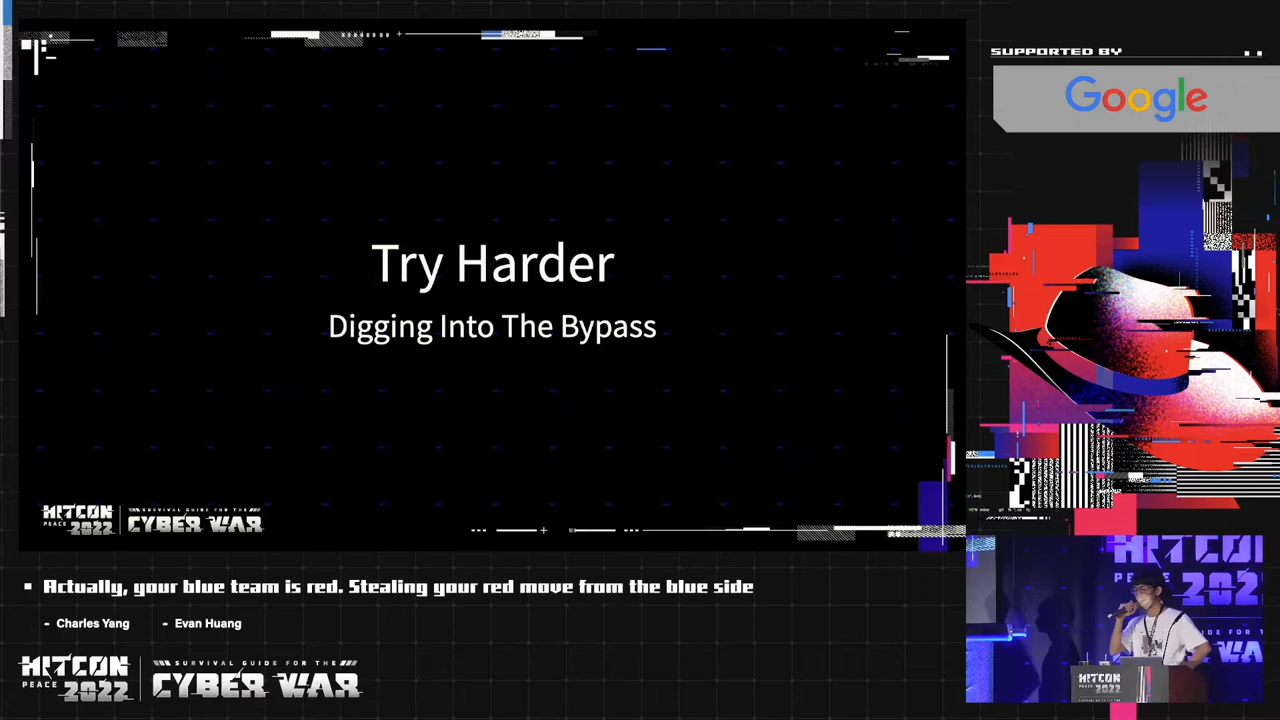 SUPPORTED BY
Google
Try Harder
Digging Into The Bypass
HITCON
PEACE 2022
SURVIVAL GUIDE FOR THE
CYBER WAR
Actually, your blue team is red. Stealing your red move from the blue side
- Charles Yang - Evan Huang
HITCON
PEACE 2022
SURVIVAL GUIDE FOR THE
CYBER WAR
HITCON
2022